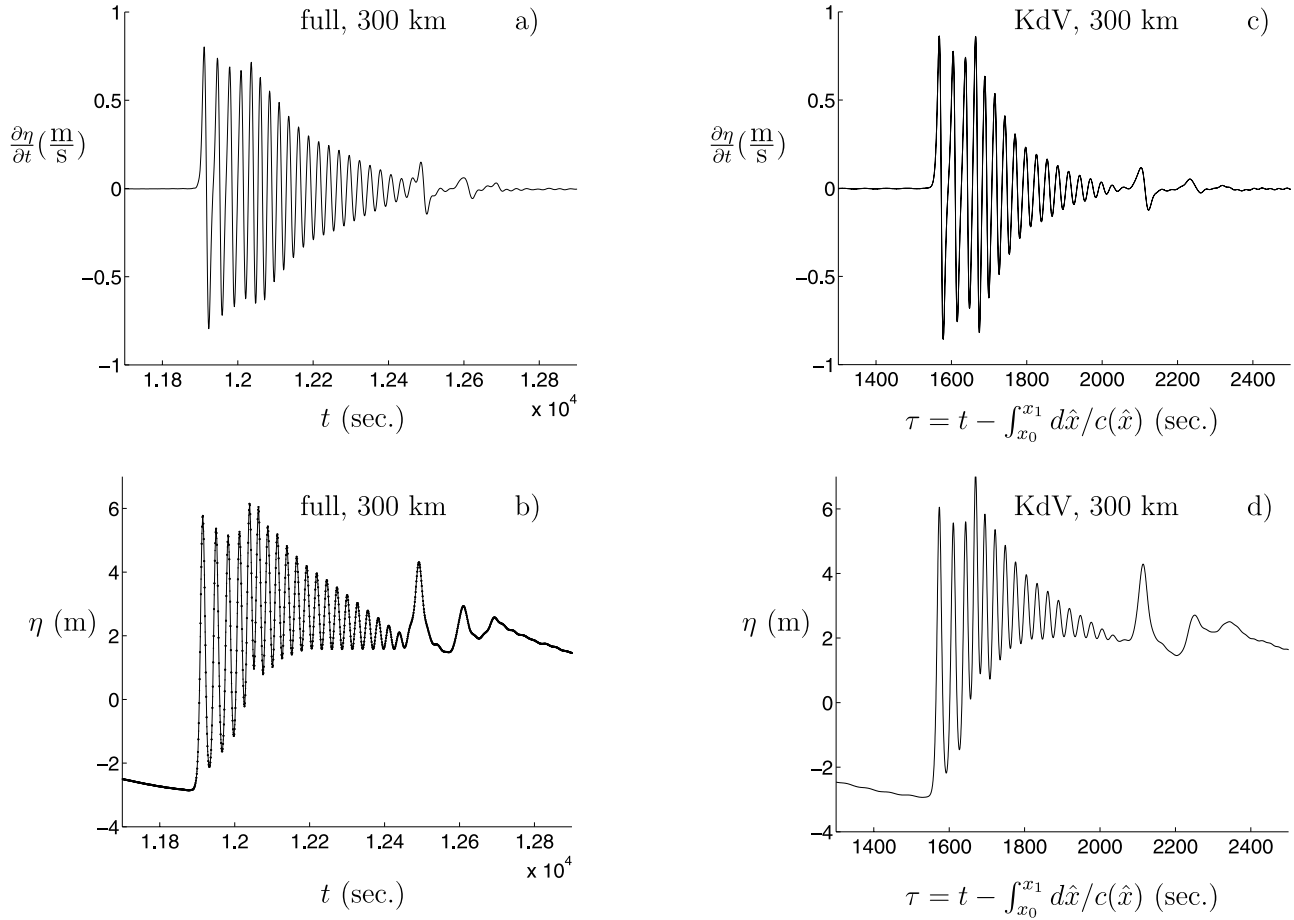 full, 300 km a)
1
0.5
0
−0.5
−1
∂η/∂t (m/s)
1.18 1.2 1.22 1.24 1.26 1.28
x 10⁴
t (sec.)
KdV, 300 km c)
1
0.5
0
−0.5
−1
∂η/∂t (m/s)
1400 1600 1800 2000 2200 2400
τ = t − ∫_{x₀}^{x₁} dx̂/c(x̂) (sec.)
full, 300 km b)
6
4
2
0
−2
−4
η (m)
1.18 1.2 1.22 1.24 1.26 1.28
x 10⁴
t (sec.)
KdV, 300 km d)
6
4
2
0
−2
−4
η (m)
1400 1600 1800 2000 2200 2400
τ = t − ∫_{x₀}^{x₁} dx̂/c(x̂) (sec.)